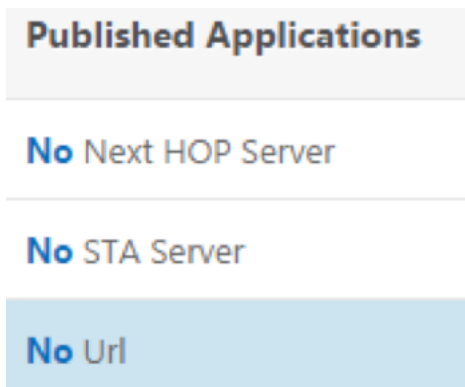 Published Applications
No Next HOP Server
No STA Server
No Url